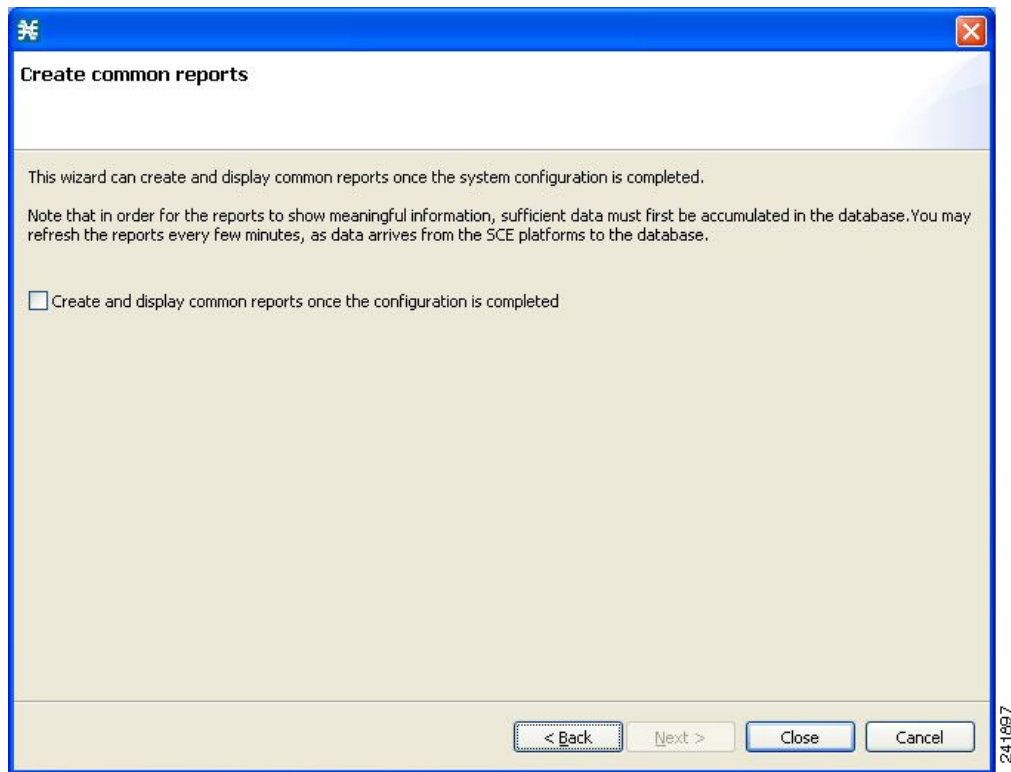 Create common reports
This wizard can create and display common reports once the system configuration is completed.
Note that in order for the reports to show meaningful information, sufficient data must first be accumulated in the database.You may
refresh the reports every few minutes, as data arrives from the SCE platforms to the database.
Create and display common reports once the configuration is completed
< Back Next > Close Cancel
241897